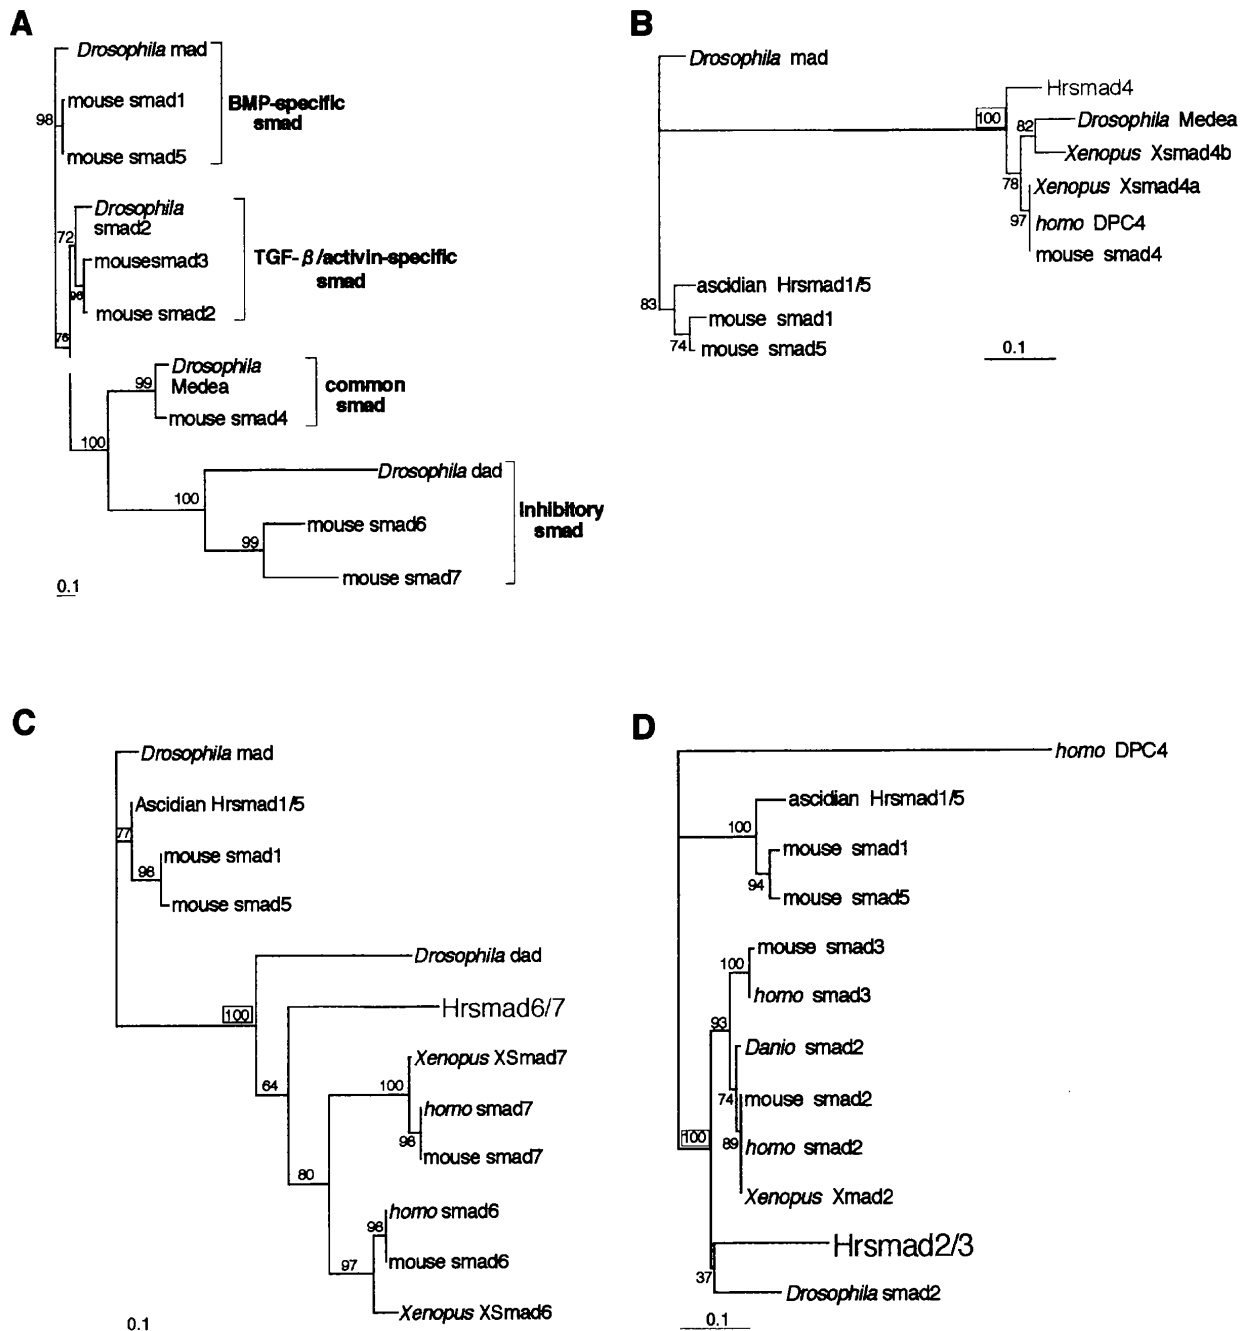 A
Drosophila mad
mouse smad1
BMP-specific
smad
98
mouse smad5
Drosophila
smad2
72
mousesmad3
TGF-β/activin-specific
smad
96
mouse smad2
76
Drosophila
Medea
99
common
smad
mouse smad4
100
Drosophila dad
100
mouse smad6
inhibitory
smad
99
mouse smad7
0.1
B
Drosophila mad
Hrsmad4
100
82
Drosophila Medea
Xenopus Xsmad4b
78
Xenopus Xsmad4a
97
homo DPC4
mouse smad4
ascidian Hrsmad1/5
83
mouse smad1
74
mouse smad5
0.1
C
Drosophila mad
Ascidian Hrsmad1/5
77
mouse smad1
98
mouse smad5
Drosophila dad
100
Hrsmad6/7
Xenopus XSmad7
64
100
homo smad7
98
mouse smad7
80
homo smad6
98
mouse smad6
97
Xenopus XSmad6
0.1
D
homo DPC4
ascidian Hrsmad1/5
100
mouse smad1
94
mouse smad5
mouse smad3
100
homo smad3
93
Danio smad2
74
mouse smad2
89
homo smad2
100
Xenopus Xmad2
Hrsmad2/3
37
Drosophila smad2
0.1